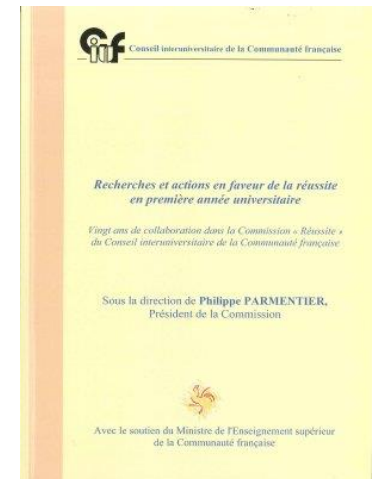 Ciuf Conseil interuniversitaire de la Communauté française
Recherches et actions en faveur de la réussite
en première année universitaire
Vingt ans de collaboration dans la Commission « Réussite »
du Conseil interuniversitaire de la Communauté française
Sous la direction de Philippe PARMENTIER,
Président de la Commission
Avec le soutien du Ministre de l'Enseignement supérieur
de la Communauté française